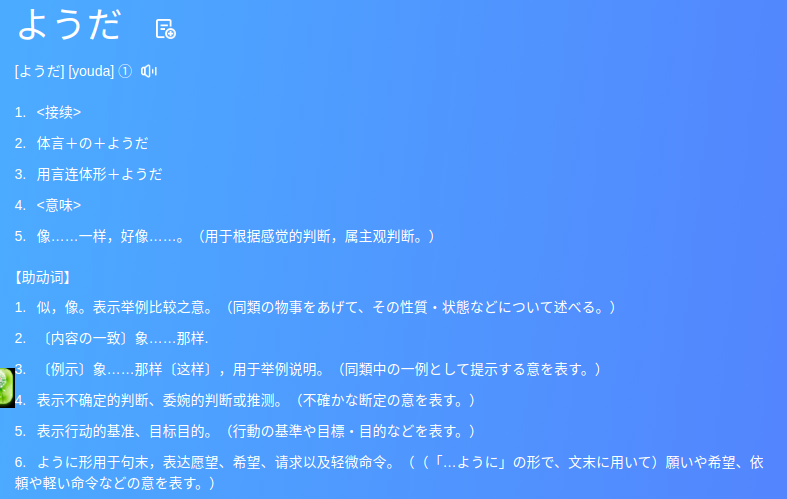 ようだ
[ようだ] [youda] ①
1. <接续>
2. 体言＋の＋ようだ
3. 用言连体形＋ようだ
4. <意味>
5. 像……一样，好像……。（用于根据感觉的判断，属主观判断。）
【助动词】
1. 似，像。表示举例比较之意。（同類の物事をあげて、その性質・状態などについて述べる。）
2. 〔内容の一致〕象……那样.
3. 〔例示〕象……那样〔这样〕，用于举例说明。（同類中の一例として提示する意を表す。）
4. 表示不确定的判断、委婉的判断或推测。（不確かな断定の意を表す。）
5. 表示行动的基准、目标目的。（行動の基準や目標・目的などを表す。）
6. ように形用于句末，表达愿望、希望、请求以及轻微命令。（（「…ように」の形で、文末に用いて）願いや希望、依
頼や軽い命令などの意を表す。）